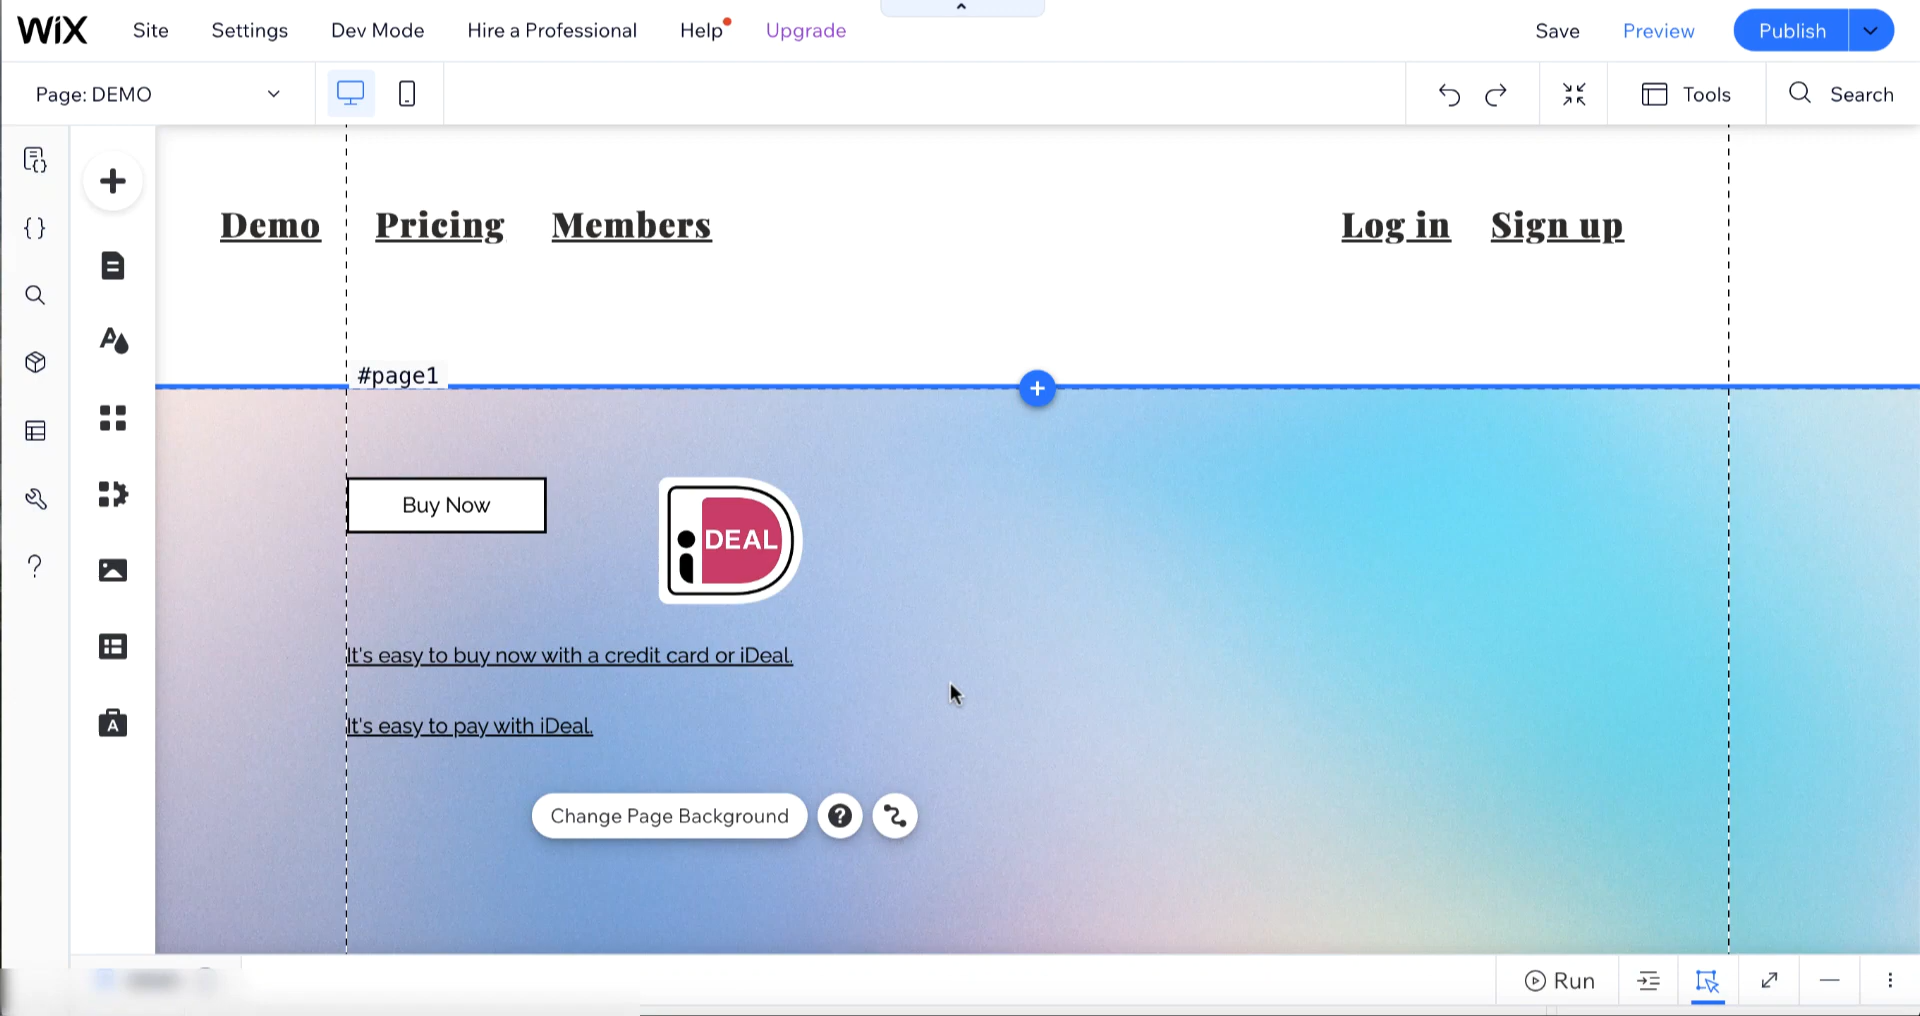 WiX Site Settings Dev Mode Hire a Professional Help Upgrade Save Preview Publish
Page: DEMO Tools Search
Demo Pricing Members Log in Sign up
#page1
Buy Now
iDEAL
It's easy to buy now with a credit card or iDeal.
It's easy to pay with iDeal.
Change Page Background
Run